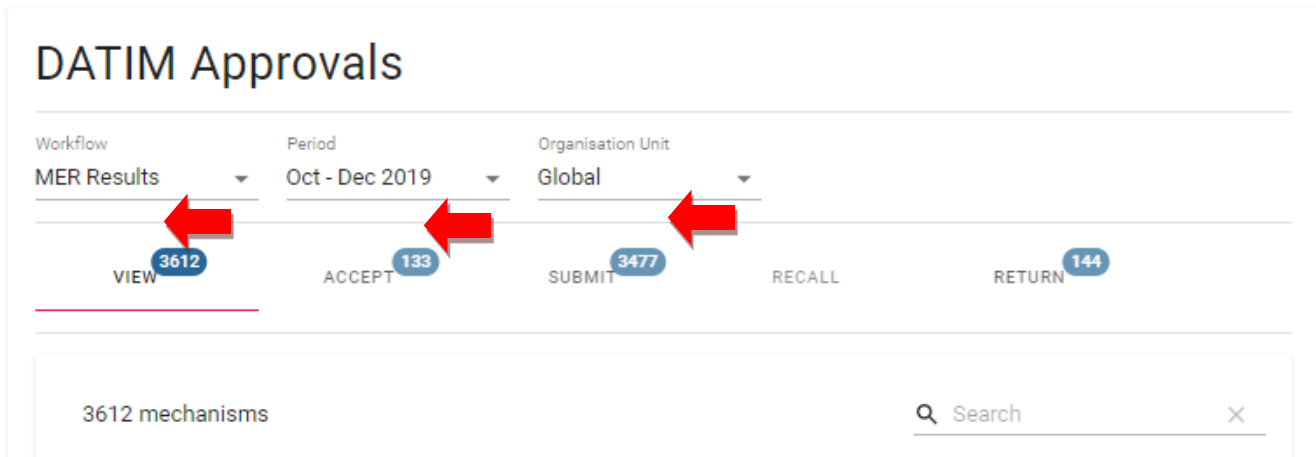 DATIM Approvals
Workflow Period Organisation Unit
MER Results Oct - Dec 2019 Global
VIEW 3612 ACCEPT 133 SUBMIT 3477 RECALL RETURN 144
3612 mechanisms Search